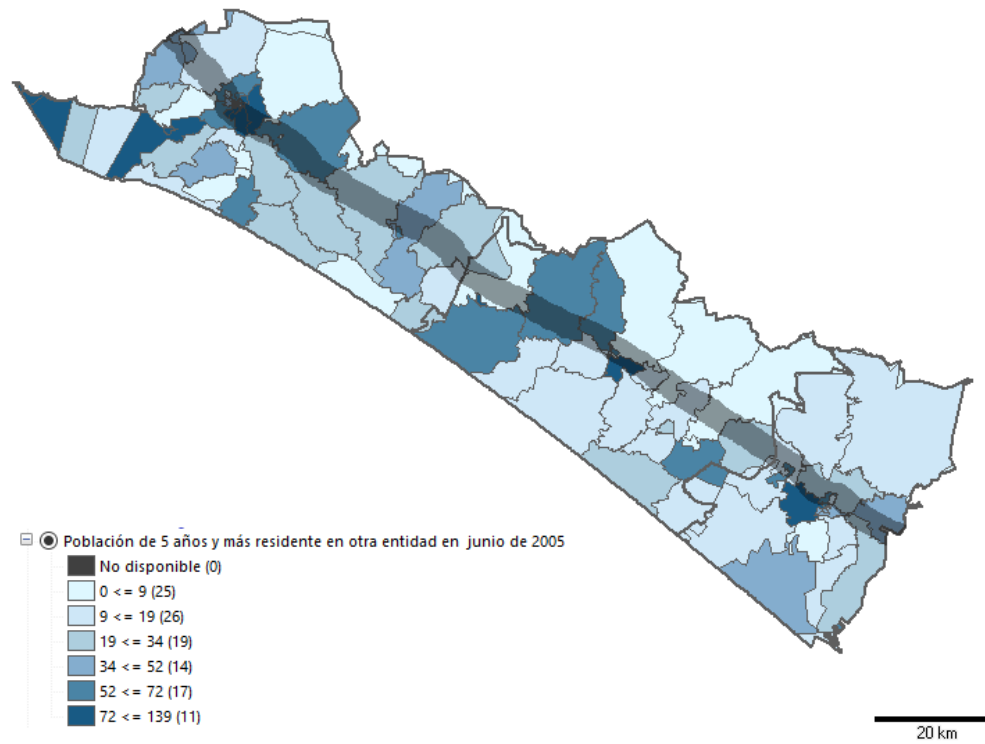 Población de 5 años y más residente en otra entidad en junio de 2005
No disponible (0)
0 <= 9 (25)
9 <= 19 (26)
19 <= 34 (19)
34 <= 52 (14)
52 <= 72 (17)
72 <= 139 (11)
20 km